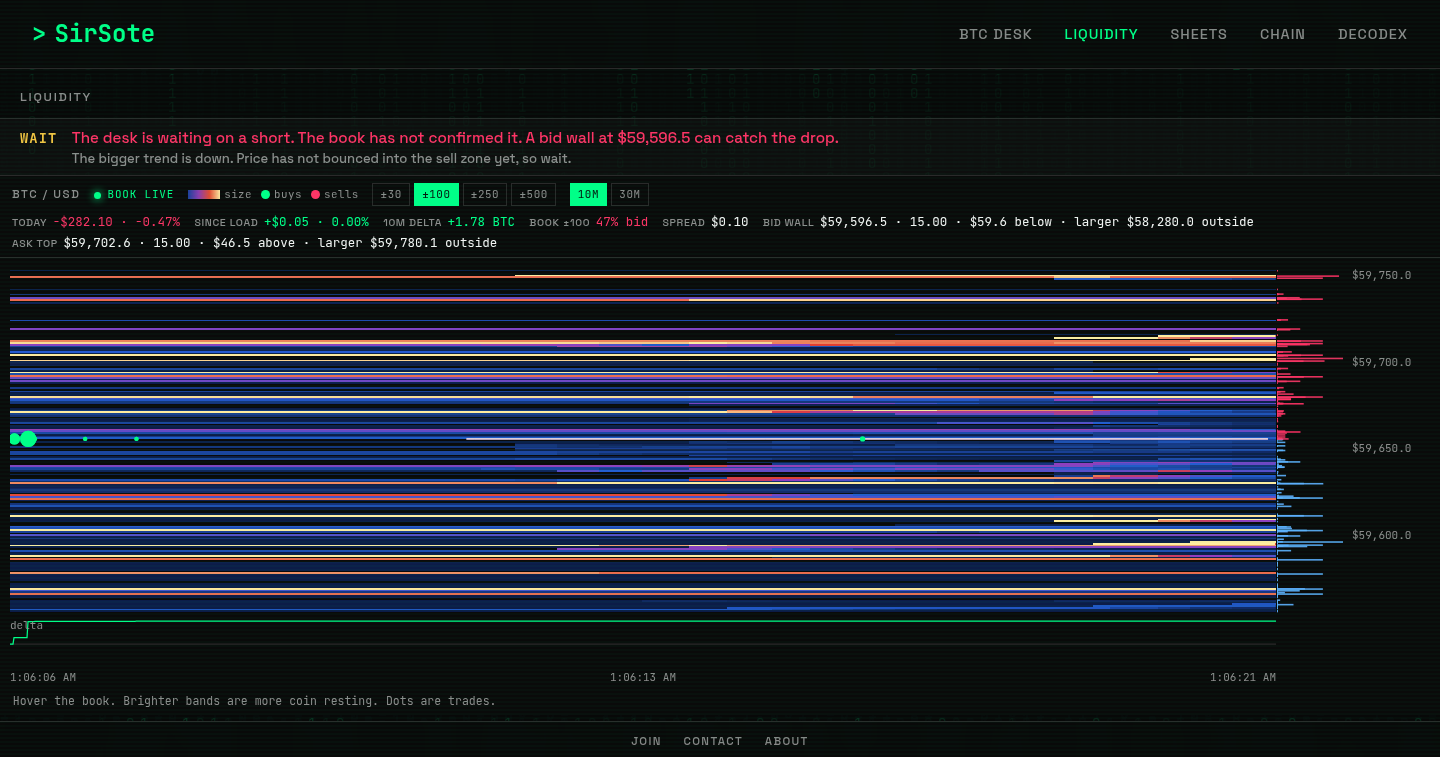 > SirSote
BTC DESK LIQUIDITY SHEETS CHAIN DECODEX
LIQUIDITY
WAIT The desk is waiting on a short. The book has not confirmed it. A bid wall at $59,596.5 can catch the drop.
The bigger trend is down. Price has not bounced into the sell zone yet, so wait.
BTC / USD BOOK LIVE size buys sells ±30 ±100 ±250 ±500 10M 30M
TODAY -$282.10 · -0.47% SINCE LOAD +$0.05 · 0.00% 10M DELTA +1.78 BTC BOOK ±100 47% bid SPREAD $0.10 BID WALL $59,596.5 · 15.00 · $59.6 below · larger $58,280.0 outside
ASK TOP $59,702.6 · 15.00 · $46.5 above · larger $59,780.1 outside
$59,750.0
$59,700.0
$59,650.0
$59,600.0
delta
1:06:06 AM 1:06:13 AM 1:06:21 AM
Hover the book. Brighter bands are more coin resting. Dots are trades.
JOIN CONTACT ABOUT